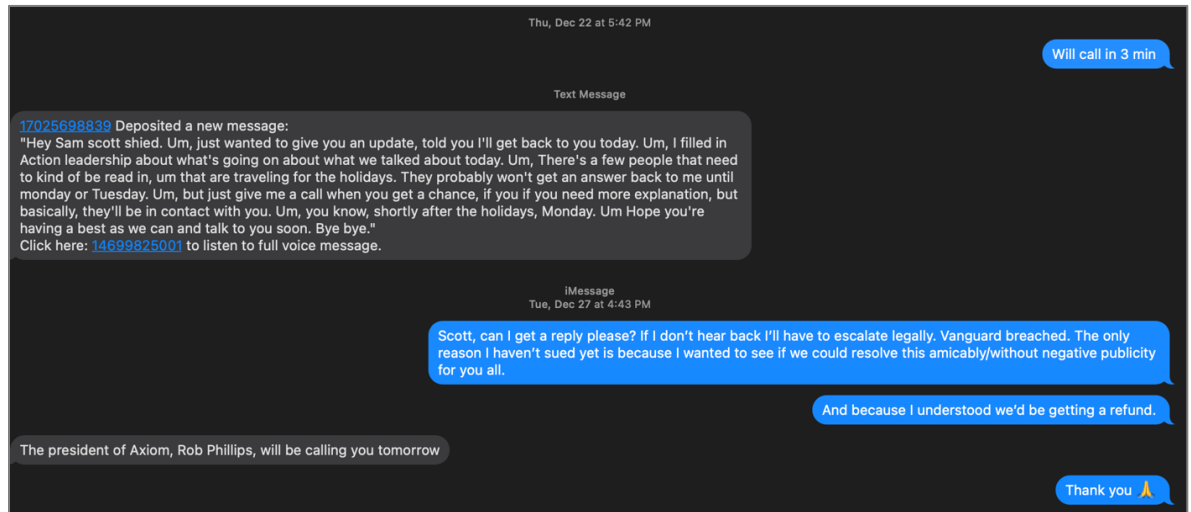 Thu, Dec 22 at 5:42 PM
Will call in 3 min
Text Message
17025698839 Deposited a new message:
"Hey Sam scott shied. Um, just wanted to give you an update, told you I'll get back to you today. Um, I filled in
Action leadership about what's going on about what we talked about today. Um, There's a few people that need
to kind of be read in, um that are traveling for the holidays. They probably won't get an answer back to me until
monday or Tuesday. Um, but just give me a call when you get a chance, if you if you need more explanation, but
basically, they'll be in contact with you. Um, you know, shortly after the holidays, Monday. Um Hope you're
having a best as we can and talk to you soon. Bye bye."
Click here: 14699825001 to listen to full voice message.
iMessage
Tue, Dec 27 at 4:43 PM
Scott, can I get a reply please? If I don’t hear back I’ll have to escalate legally. Vanguard breached. The only
reason I haven’t sued yet is because I wanted to see if we could resolve this amicably/without negative publicity
for you all.
And because I understood we’d be getting a refund.
The president of Axiom, Rob Phillips, will be calling you tomorrow
Thank you 🙏